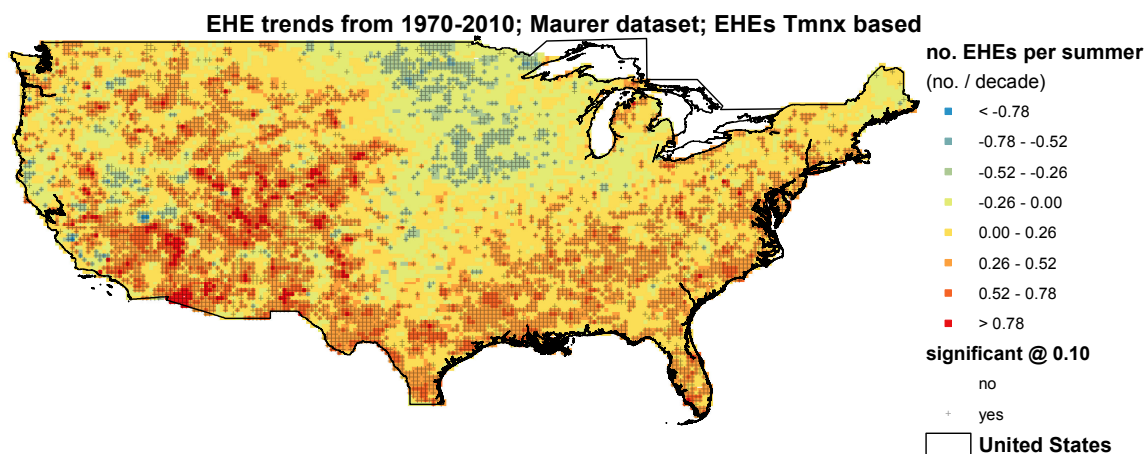 EHE trends from 1970-2010; Maurer dataset; EHEs Tmnx based
no. EHEs per summer
(no. / decade)
< -0.78
-0.78 - -0.52
-0.52 - -0.26
-0.26 - 0.00
0.00 - 0.26
0.26 - 0.52
0.52 - 0.78
> 0.78
significant @ 0.10
no
yes
United States